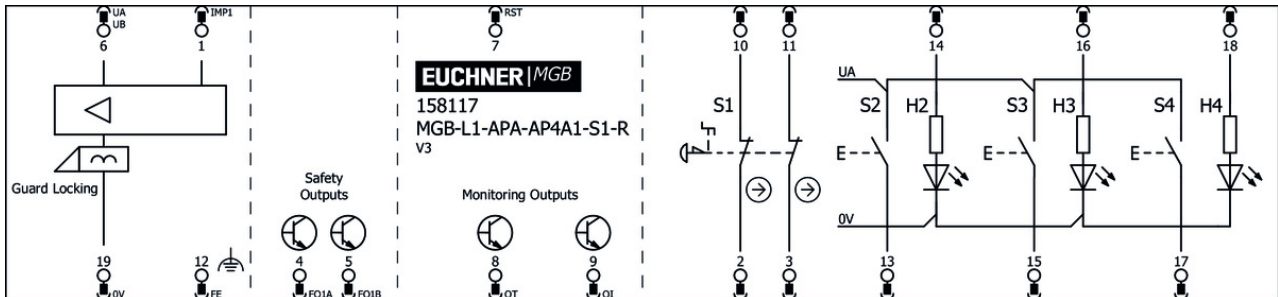 UA
UB
IMP1
RST
6
1
7
10
11
14
16
18
EUCHNER MGB
158117
MGB-L1-APA-AP4A1-S1-R
V3
UA
S1
S2
H2
S3
H3
S4
H4
E
E
E
Guard Locking
Safety
Outputs
Monitoring Outputs
0V
19
12
4
5
8
9
2
3
13
15
17
0V
FE
FO1A
FO1B
OT
OI